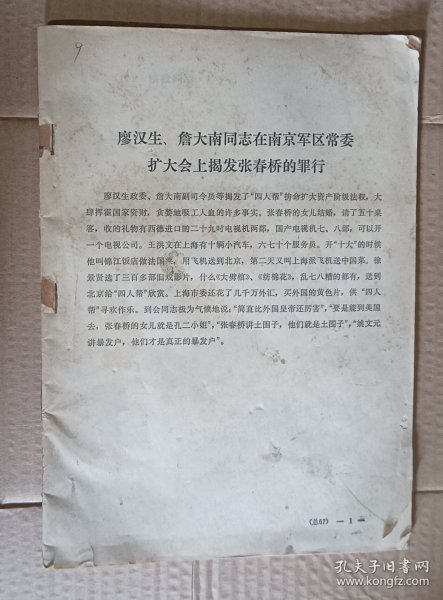 9
廖汉生、詹大南同志在南京军区常委
扩大会上揭发张春桥的罪行
廖汉生政委、詹大南副司令员等揭发了“四人帮”拚命扩大资产阶级法权，大
肆挥霍国家资财，贪婪地吸工人血的许多事实。张春桥的女儿结婚，请了五十桌
客，收的礼物有西德进口的二十九吋电视机两部，国产电视机七、八部，可以开
一个电视公司。王洪文在上海有十辆小汽车，六七十个服务员。开“十大”的时候
他叫锦江饭店做法国菜，用飞机送到北京，第二天又叫上海派飞机送中国菜。徐
景贤选了三百多部旧戏影片，什么《大劈棺》、《纺棉花》，乱七八糟的都有，送到
北京给“四人帮”欣赏。上海市委还花了几千万外汇，买外国的黄色片，供“四人
帮”寻欢作乐。到会同志极为气愤地说：“简直比外国皇帝还厉害”，“要是能到美国
去，张春桥的女儿就是孔二小姐”，“张春桥讲土围子，他们就是土围子”，“姚文元
讲暴发户，他们才是真正的暴发户”。
（总67） — 1 —
孔夫子旧书网
www.kongfz.com